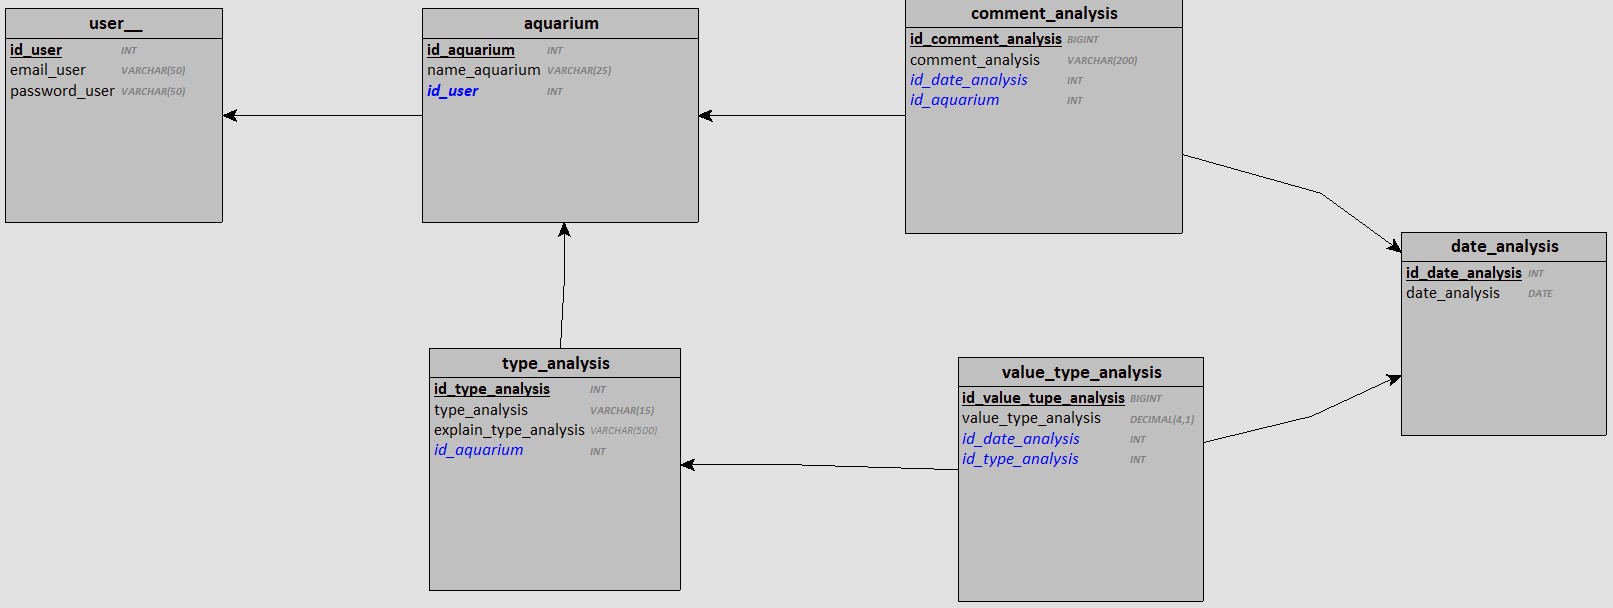 user__
id_user INT
email_user VARCHAR(50)
password_user VARCHAR(50)
aquarium
id_aquarium INT
name_aquarium VARCHAR(25)
id_user INT
comment_analysis
id_comment_analysis BIGINT
comment_analysis VARCHAR(200)
id_date_analysis INT
id_aquarium INT
date_analysis
id_date_analysis INT
date_analysis DATE
type_analysis
id_type_analysis INT
type_analysis VARCHAR(15)
explain_type_analysis VARCHAR(500)
id_aquarium INT
value_type_analysis
id_value_tupe_analysis BIGINT
value_type_analysis DECIMAL(4,1)
id_date_analysis INT
id_type_analysis INT